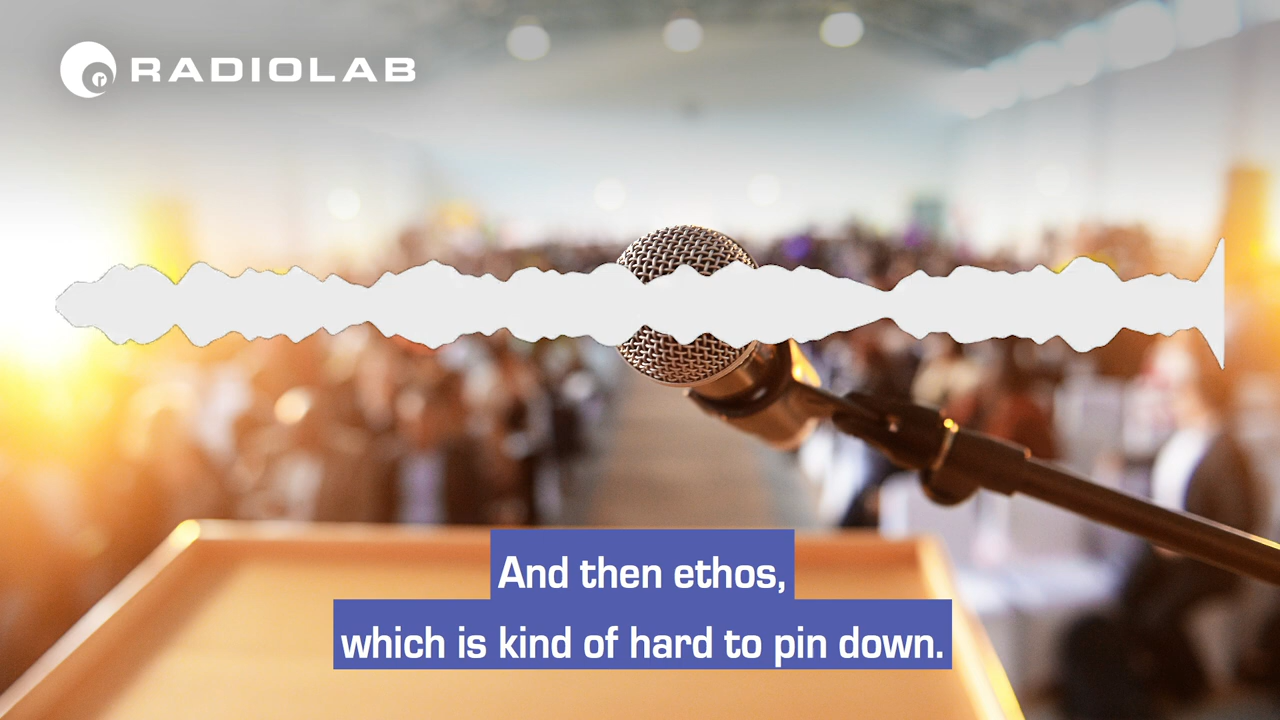 RADIOLAB
And then ethos,
which is kind of hard to pin down.